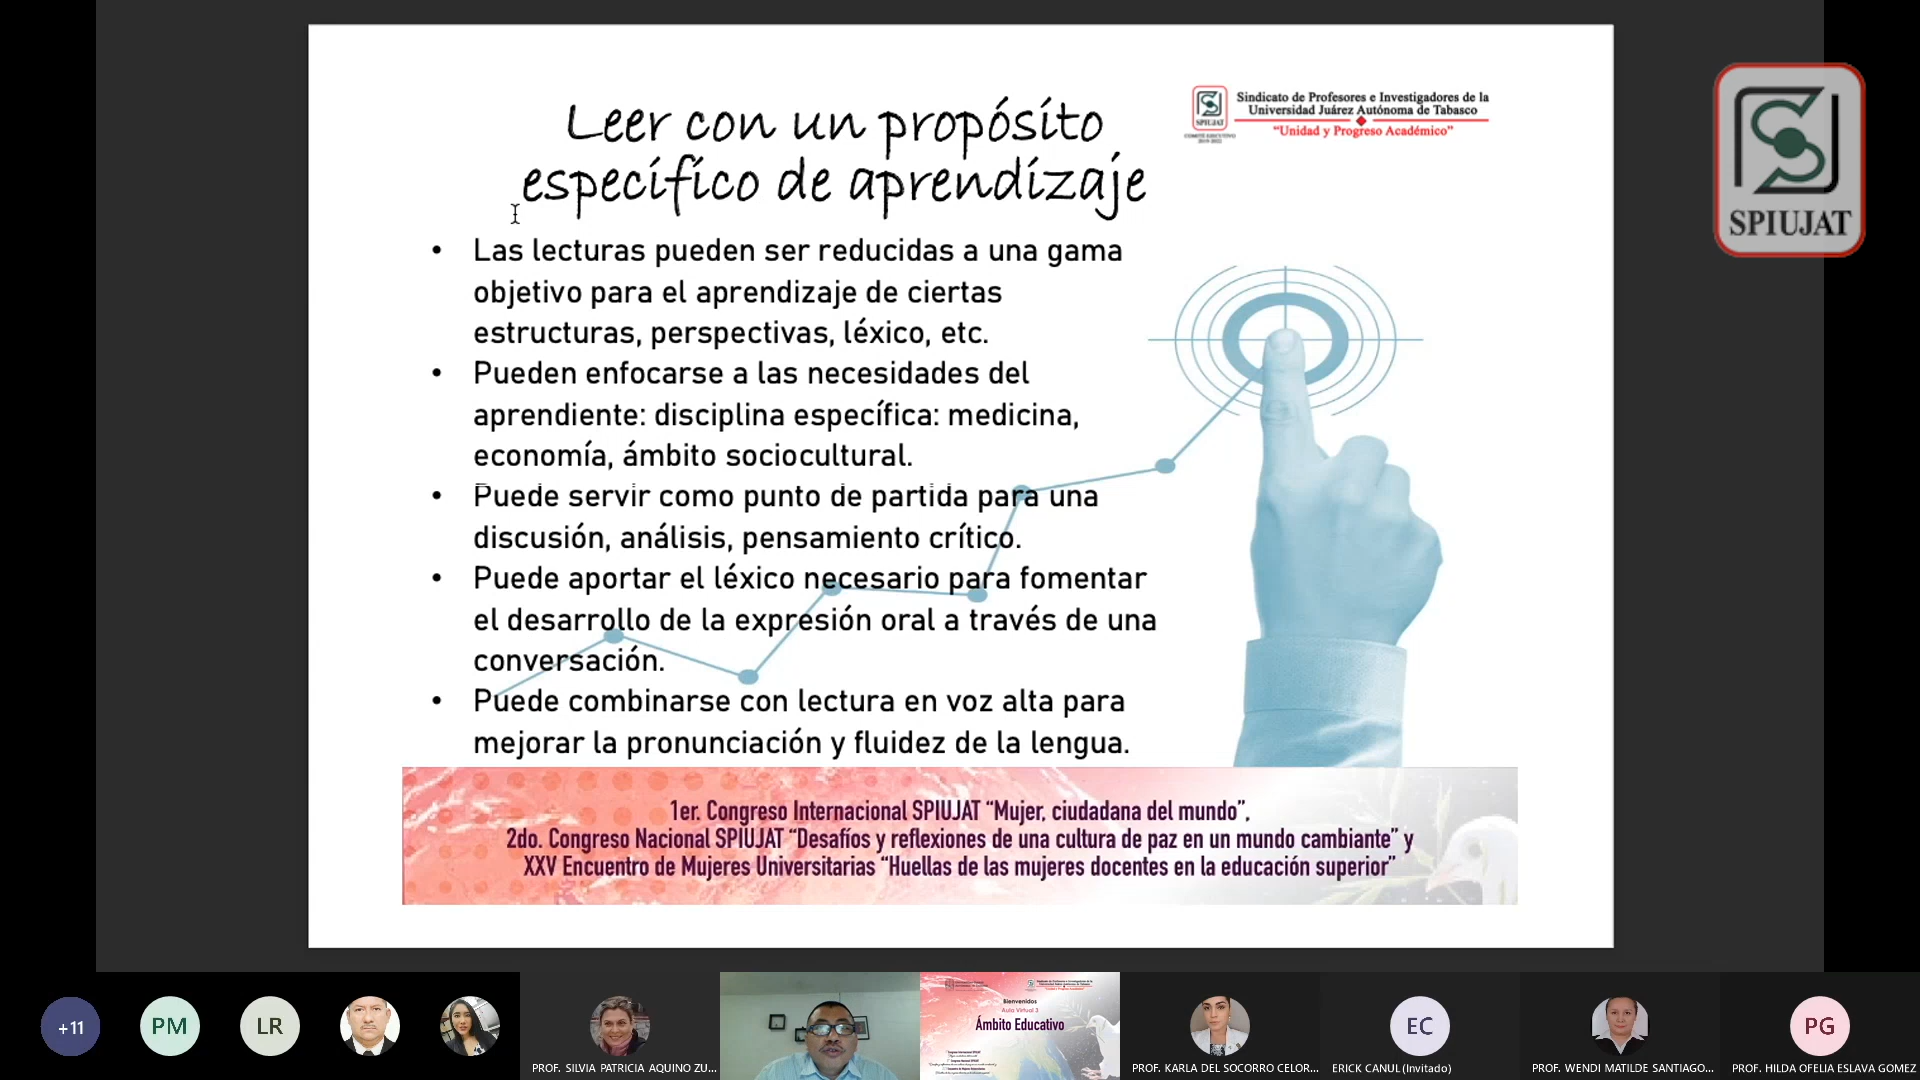 Leer con un propósito
específico de aprendizaje
SPIUJAT
Sindicato de Profesores e Investigadores de la
Universidad Juárez Autónoma de Tabasco
“Unidad y Progreso Académico”
SPIUJAT
• Las lecturas pueden ser reducidas a una gama
objetivo para el aprendizaje de ciertas
estructuras, perspectivas, léxico, etc.
• Pueden enfocarse a las necesidades del
aprendiente: disciplina específica: medicina,
economía, ámbito sociocultural.
• Puede servir como punto de partida para una
discusión, análisis, pensamiento crítico.
• Puede aportar el léxico necesario para fomentar
el desarrollo de la expresión oral a través de una
conversación.
• Puede combinarse con lectura en voz alta para
mejorar la pronunciación y fluidez de la lengua.
1er. Congreso Internacional SPIUJAT “Mujer, ciudadana del mundo”,
2do. Congreso Nacional SPIUJAT “Desafíos y reflexiones de una cultura de paz en un mundo cambiante” y
XXV Encuentro de Mujeres Universitarias “Huellas de las mujeres docentes en la educación superior”
+11
PM
LR
PROF. SILVIA PATRICIA AQUINO ZU...
Bienvenidos
Aula Virtual 3
Ámbito Educativo
PROF. KARLA DEL SOCORRO CELOR...
EC
ERICK CANUL (Invitado)
PROF. WENDI MATILDE SANTIAGO...
PG
PROF. HILDA OFELIA ESLAVA GOMEZ